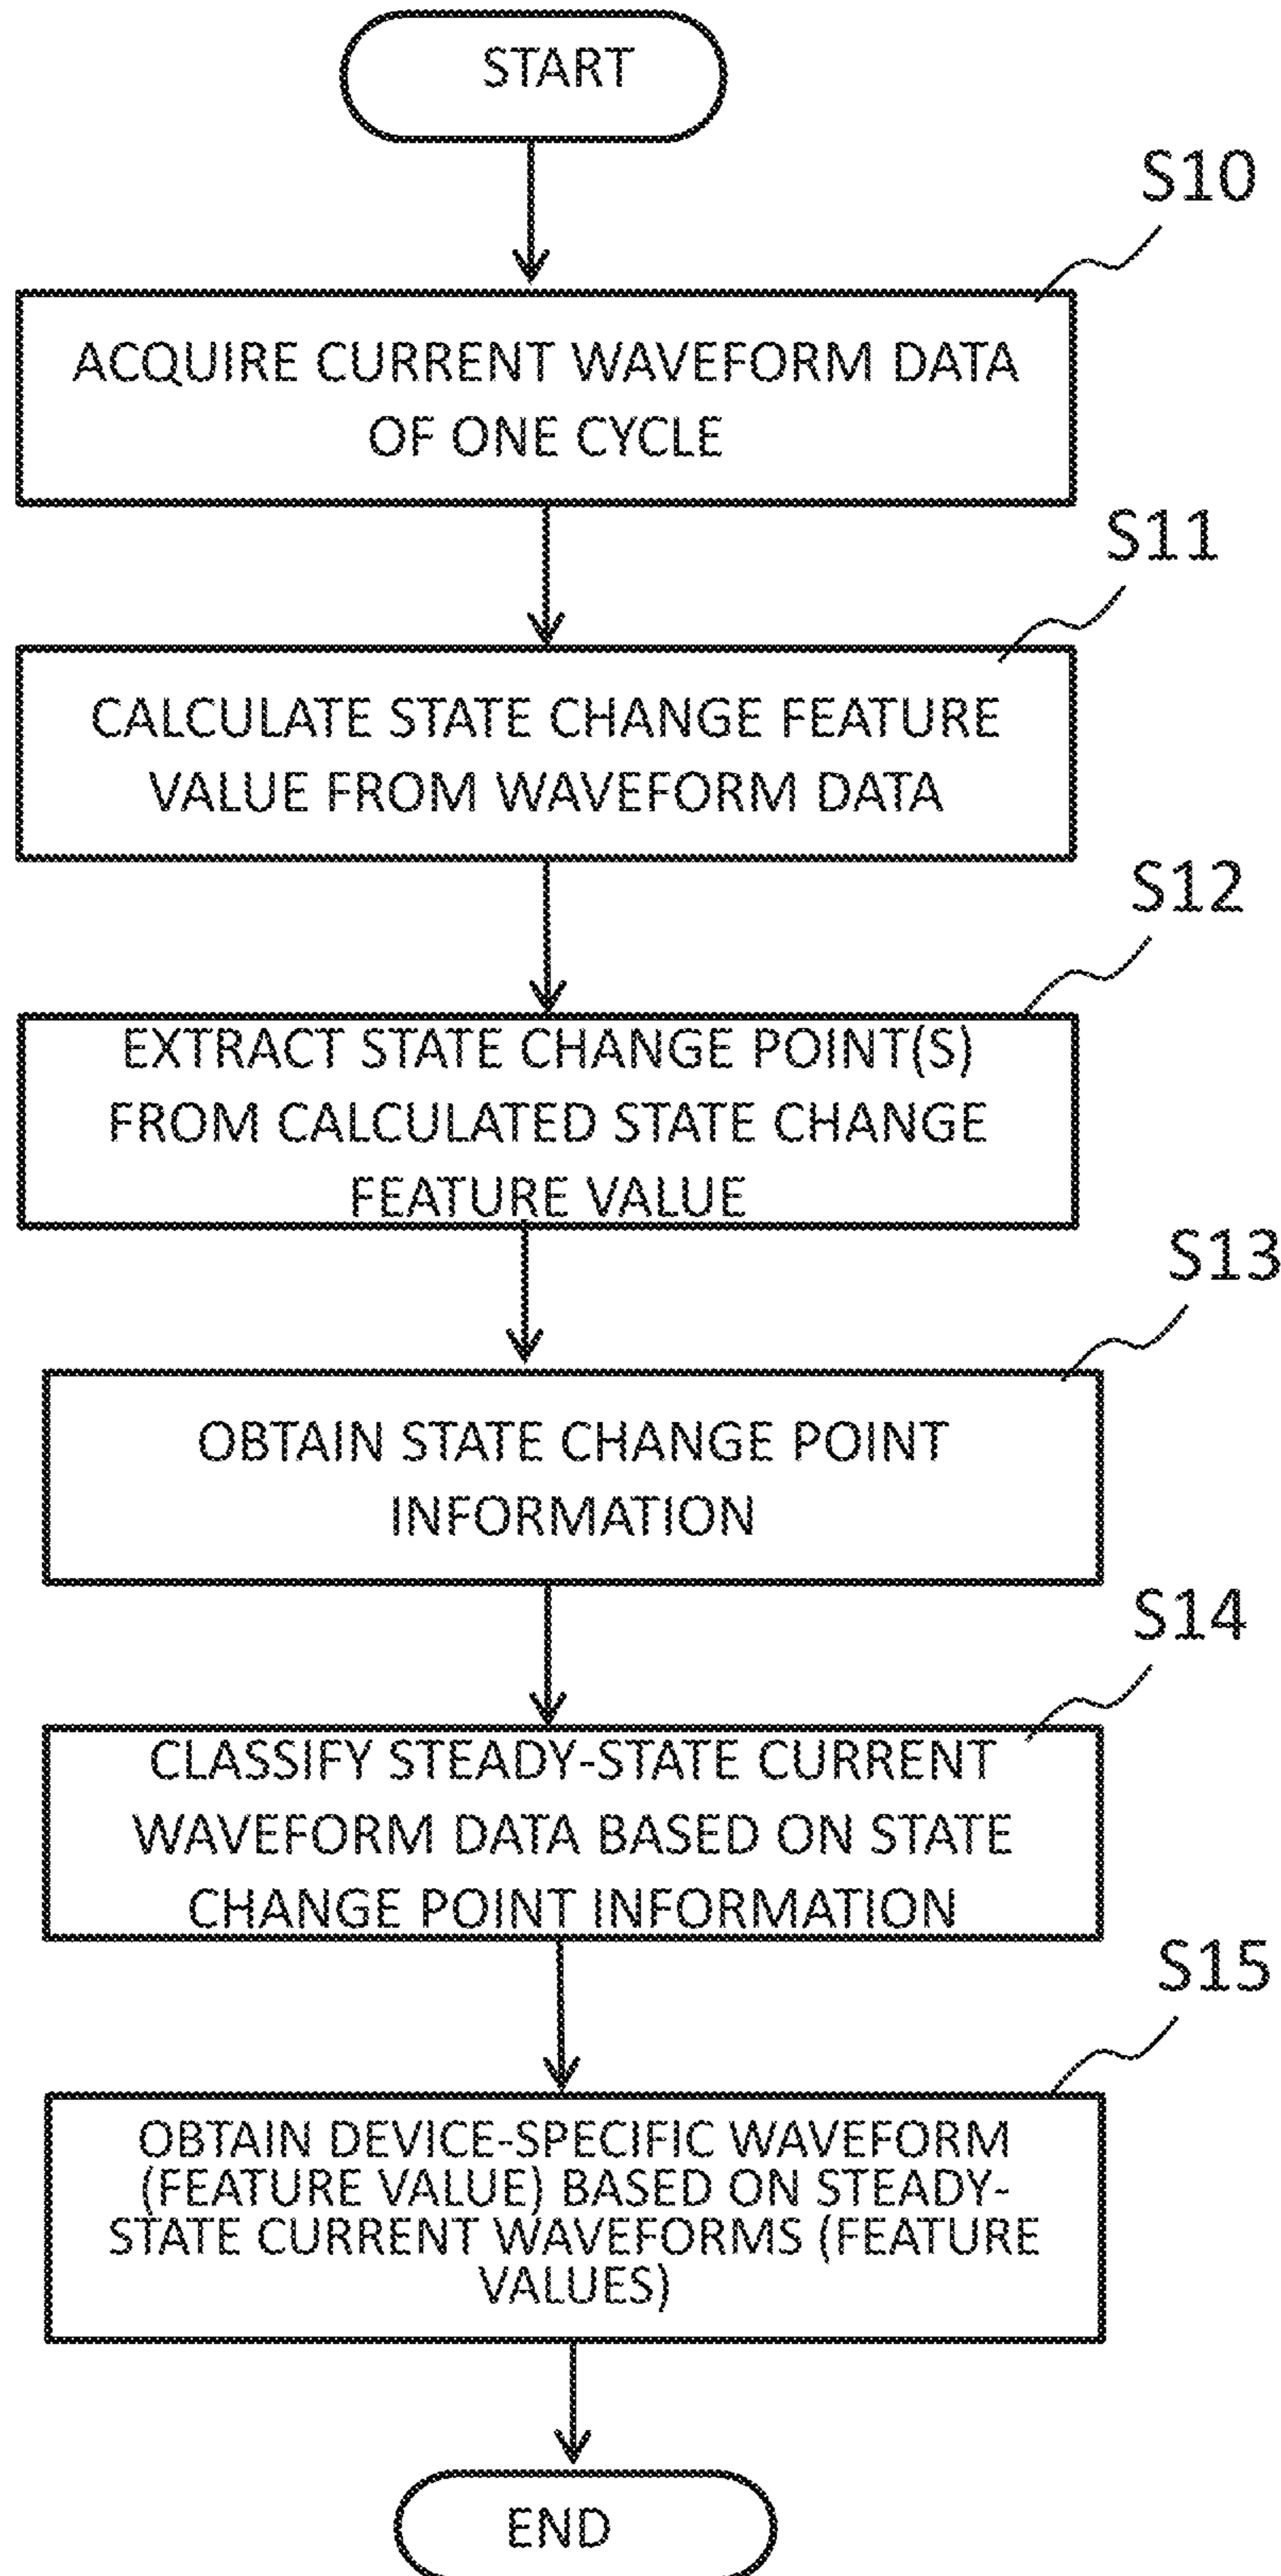 START
S10
ACQUIRE CURRENT WAVEFORM DATA
OF ONE CYCLE
S11
CALCULATE STATE CHANGE FEATURE
VALUE FROM WAVEFORM DATA
S12
EXTRACT STATE CHANGE POINT(S)
FROM CALCULATED STATE CHANGE
FEATURE VALUE
S13
OBTAIN STATE CHANGE POINT
INFORMATION
S14
CLASSIFY STEADY-STATE CURRENT
WAVEFORM DATA BASED ON STATE
CHANGE POINT INFORMATION
S15
OBTAIN DEVICE-SPECIFIC WAVEFORM
(FEATURE VALUE) BASED ON STEADY-
STATE CURRENT WAVEFORMS (FEATURE
VALUES)
END